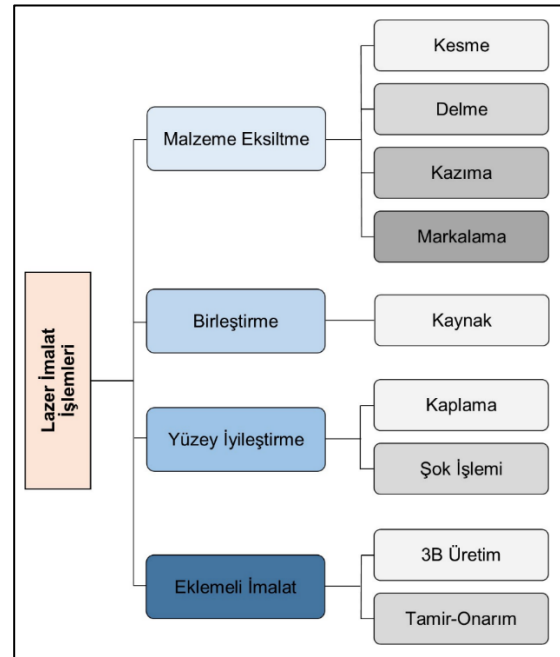 Lazer İmalat
İşlemleri
Malzeme Eksiltme
Kesme
Delme
Kazıma
Markalama
Birleştirme
Kaynak
Yüzey İyileştirme
Kaplama
Şok İşlemi
Eklemeli İmalat
3B Üretim
Tamir-Onarım